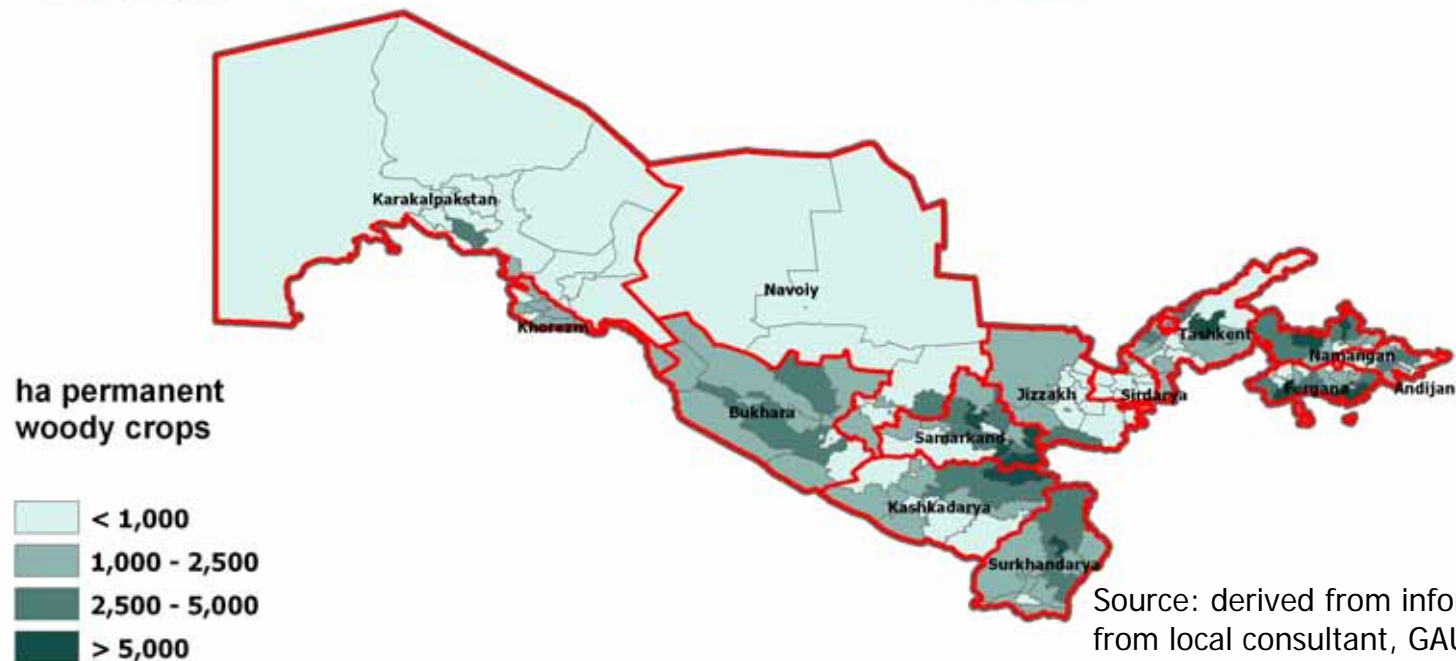 Karakalpakstan
Navoiy
Khorezm
Tashkent
Namangan
Fergana
Andijan
Bukhara
Jizzakh
Sirdarya
Samarkand
Kashkadarya
Surkhandarya
ha permanent
woody crops
< 1,000
1,000 - 2,500
2,500 - 5,000
> 5,000
Source: derived from info
from local consultant, GAU